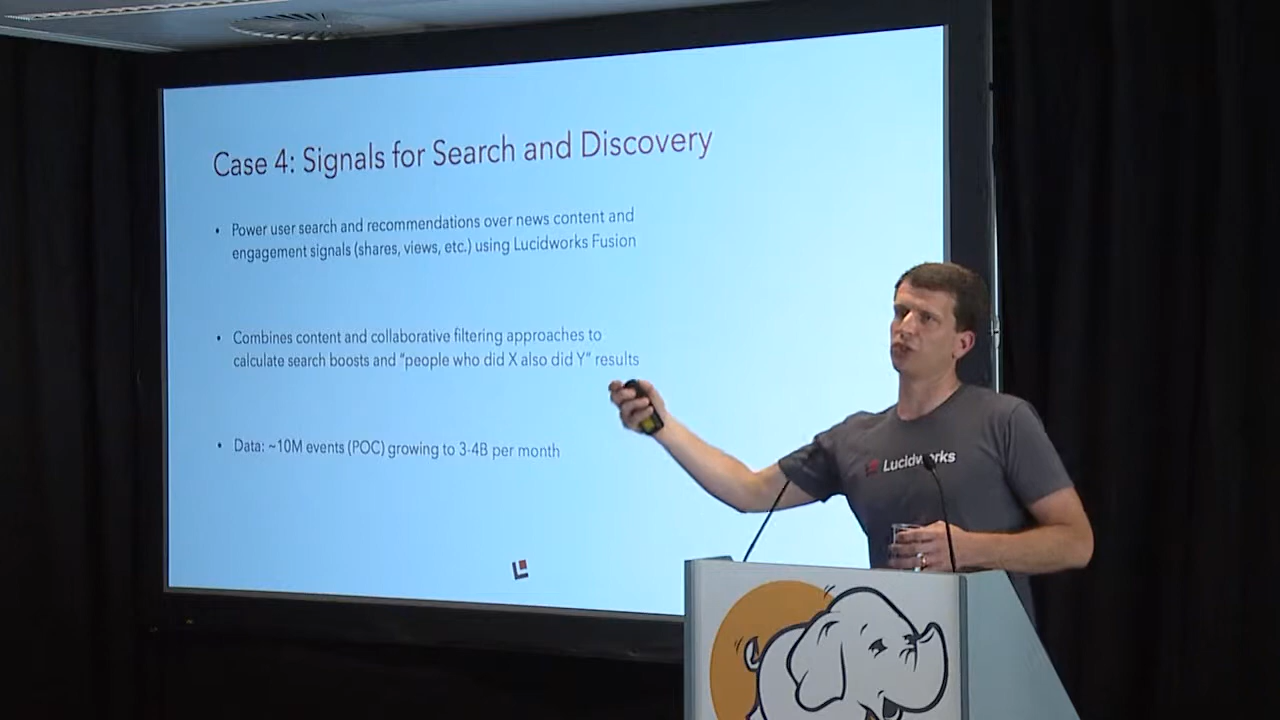 Case 4: Signals for Search and Discovery
• Power user search and recommendations over news content and
engagement signals (shares, views, etc.) using Lucidworks Fusion
• Combines content and collaborative filtering approaches to
calculate search boosts and "people who did X also did Y" results
• Data: ~10M events (POC) growing to 3-4B per month
Lucidworks